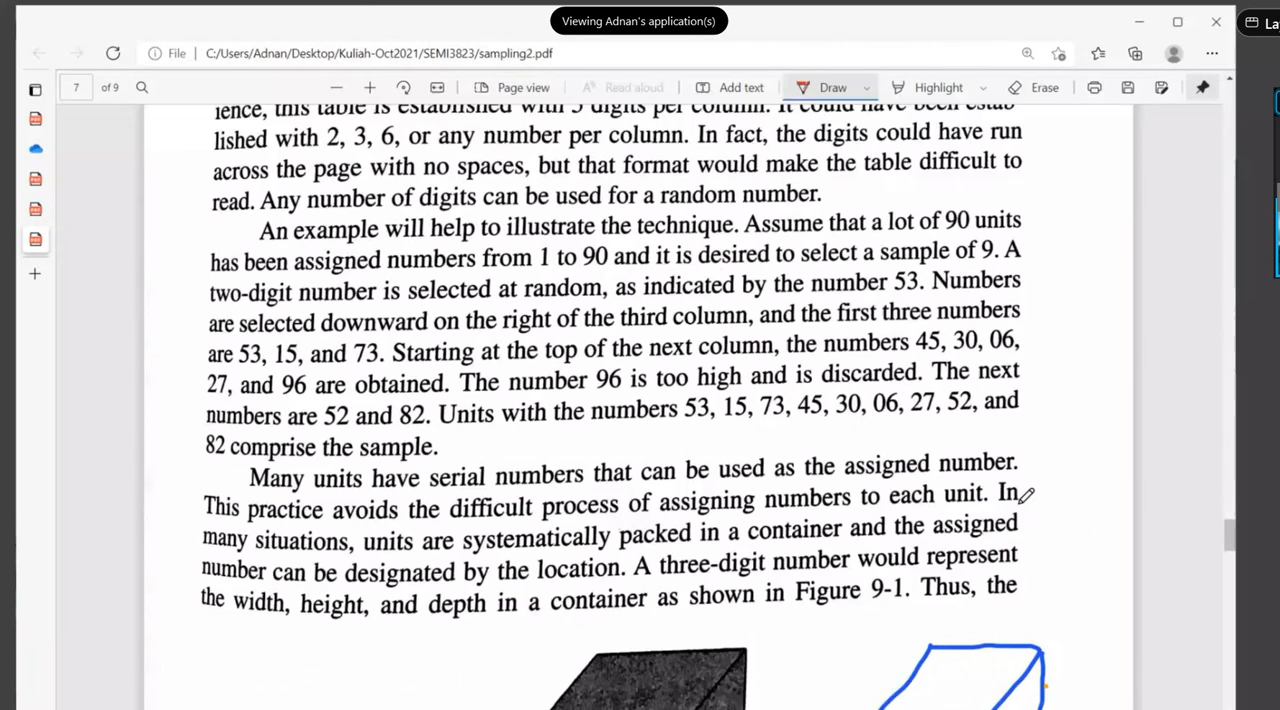 Viewing Adnan's application(s)
La
File C:/Users/Adnan/Desktop/Kuliah-Oct2021/SEMI3823/sampling2.pdf
7 of 9 Page view Read aloud Add text Draw Highlight Erase
ience, this table is established with 5 digits per column. It could have been estab-
lished with 2, 3, 6, or any number per column. In fact, the digits could have run
across the page with no spaces, but that format would make the table difficult to
read. Any number of digits can be used for a random number.
An example will help to illustrate the technique. Assume that a lot of 90 units
has been assigned numbers from 1 to 90 and it is desired to select a sample of 9. A
two-digit number is selected at random, as indicated by the number 53. Numbers
are selected downward on the right of the third column, and the first three numbers
are 53, 15, and 73. Starting at the top of the next column, the numbers 45, 30, 06,
27, and 96 are obtained. The number 96 is too high and is discarded. The next
numbers are 52 and 82. Units with the numbers 53, 15, 73, 45, 30, 06, 27, 52, and
82 comprise the sample.
Many units have serial numbers that can be used as the assigned number.
This practice avoids the difficult process of assigning numbers to each unit. In
many situations, units are systematically packed in a container and the assigned
number can be designated by the location. A three-digit number would represent
the width, height, and depth in a container as shown in Figure 9-1. Thus, the